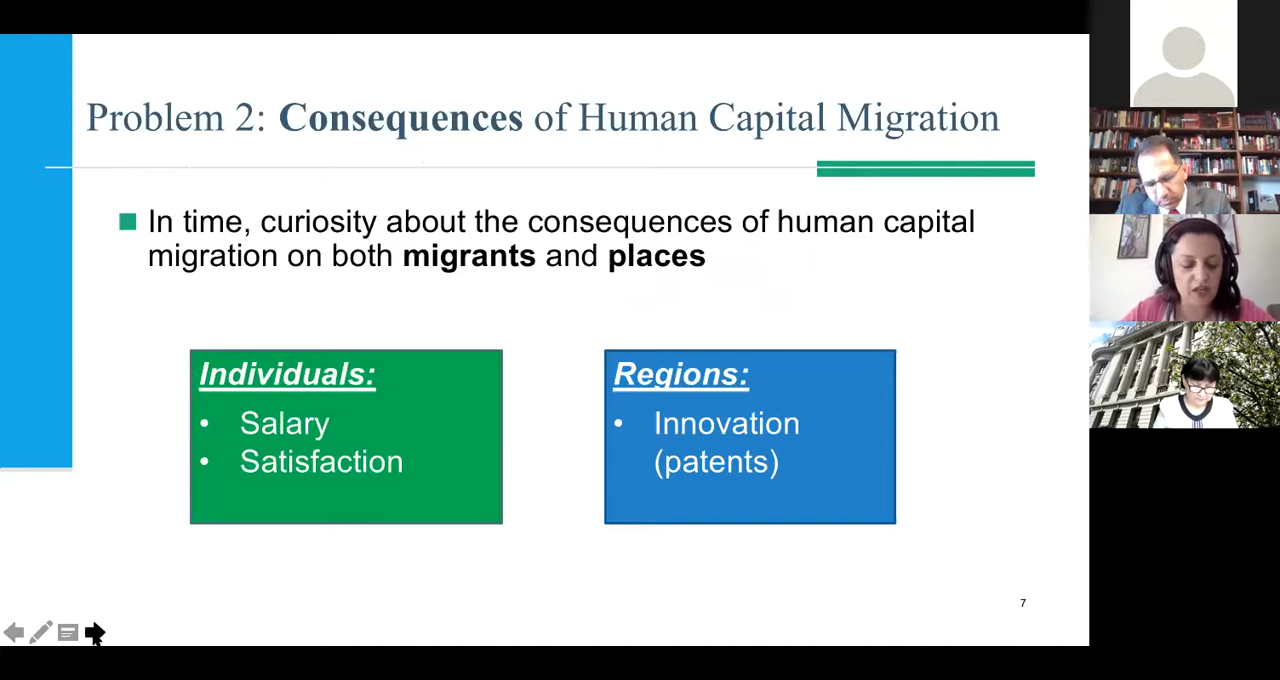 Problem 2: Consequences of Human Capital Migration
In time, curiosity about the consequences of human capital
migration on both migrants and places
Individuals:
• Salary
• Satisfaction
Regions:
• Innovation
(patents)
7